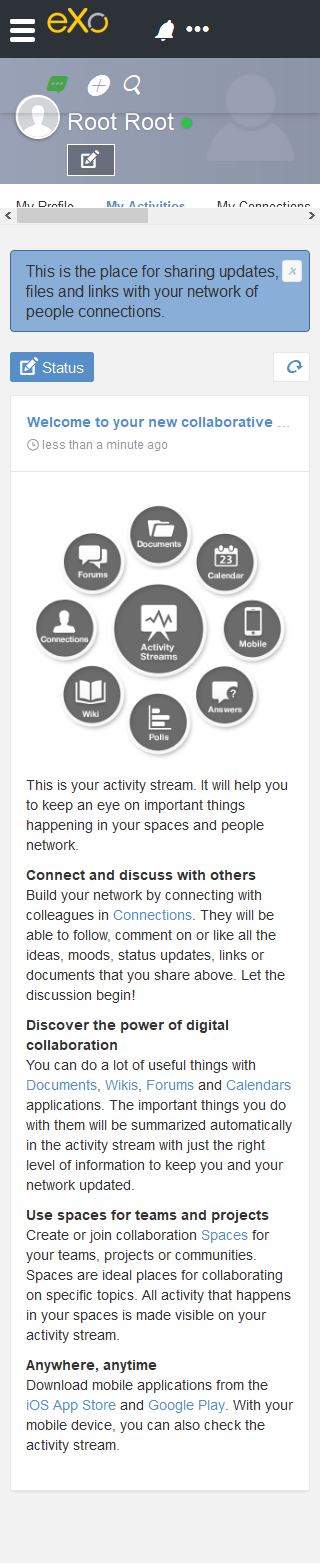 eXo
Root Root
My Profile My Activities My Connections
This is the place for sharing updates, x
files and links with your network of
people connections.
Status
Welcome to your new collaborative ...
less than a minute ago
Documents
Forums
23
Calendar
Connections
Activity
Streams
Mobile
Wiki
?
Answers
Polls
This is your activity stream. It will help you
to keep an eye on important things
happening in your spaces and people
network.
Connect and discuss with others
Build your network by connecting with
colleagues in Connections. They will be
able to follow, comment on or like all the
ideas, moods, status updates, links or
documents that you share above. Let the
discussion begin!
Discover the power of digital
collaboration
You can do a lot of useful things with
Documents, Wikis, Forums and Calendars
applications. The important things you do
with them will be summarized automatically
in the activity stream with just the right
level of information to keep you and your
network updated.
Use spaces for teams and projects
Create or join collaboration Spaces for
your teams, projects or communities.
Spaces are ideal places for collaborating
on specific topics. All activity that happens
in your spaces is made visible on your
activity stream.
Anywhere, anytime
Download mobile applications from the
iOS App Store and Google Play. With your
mobile device, you can also check the
activity stream.